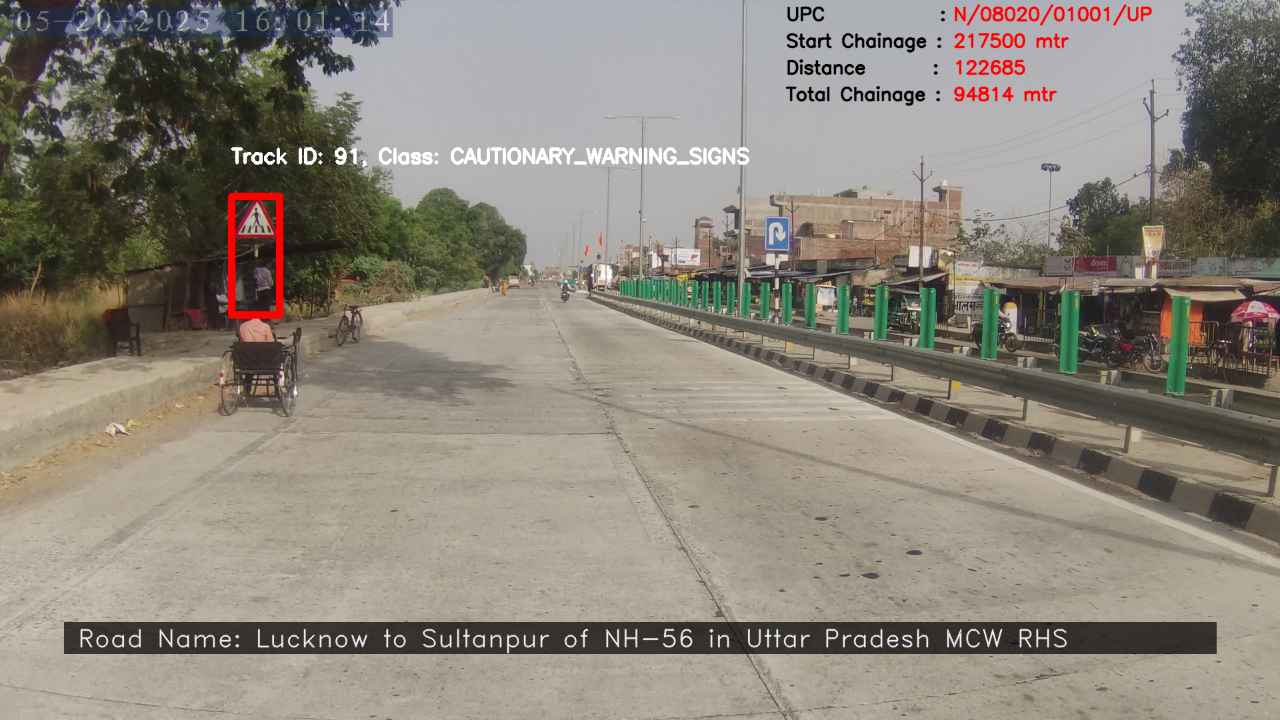 05-20-2025 16:01:14
UPC : N/08020/01001/UP
Start Chainage : 217500 mtr
Distance : 122685
Total Chainage : 94814 mtr
Track ID: 91, Class: CAUTIONARY_WARNING_SIGNS
Road Name: Lucknow to Sultanpur of NH-56 in Uttar Pradesh MCW RHS